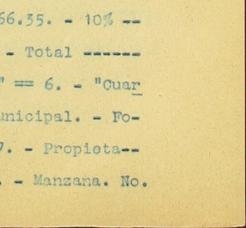 66.35. - 10% --
- Total ------
" == 6. - "Cuar
unicipal. - Fo-
7. - Propieta--
. - Manzana. No.